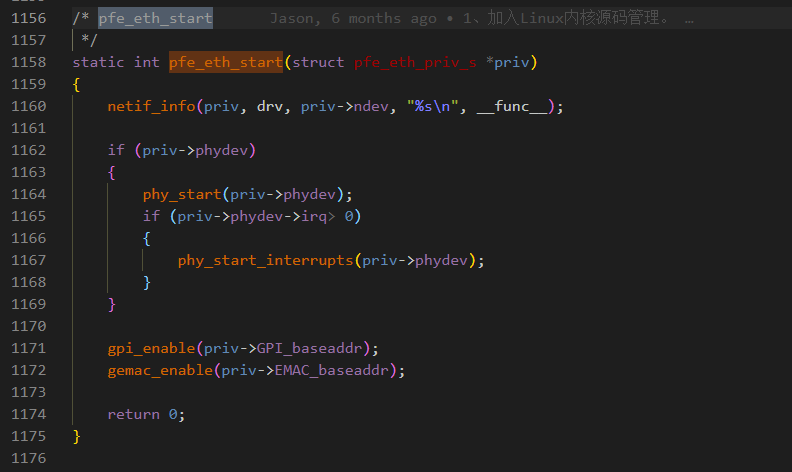 1156 /* pfe_eth_start Jason, 6 months ago • 1、加入Linux内核源码管理。 …
1157  */
1158 static int pfe_eth_start(struct pfe_eth_priv_s *priv)
1159 {
1160     netif_info(priv, drv, priv->ndev, "%s\n", __func__);
1161
1162     if (priv->phydev)
1163     {
1164         phy_start(priv->phydev);
1165         if (priv->phydev->irq> 0)
1166         {
1167             phy_start_interrupts(priv->phydev);
1168         }
1169     }
1170
1171     gpi_enable(priv->GPI_baseaddr);
1172     gemac_enable(priv->EMAC_baseaddr);
1173
1174     return 0;
1175 }
1176